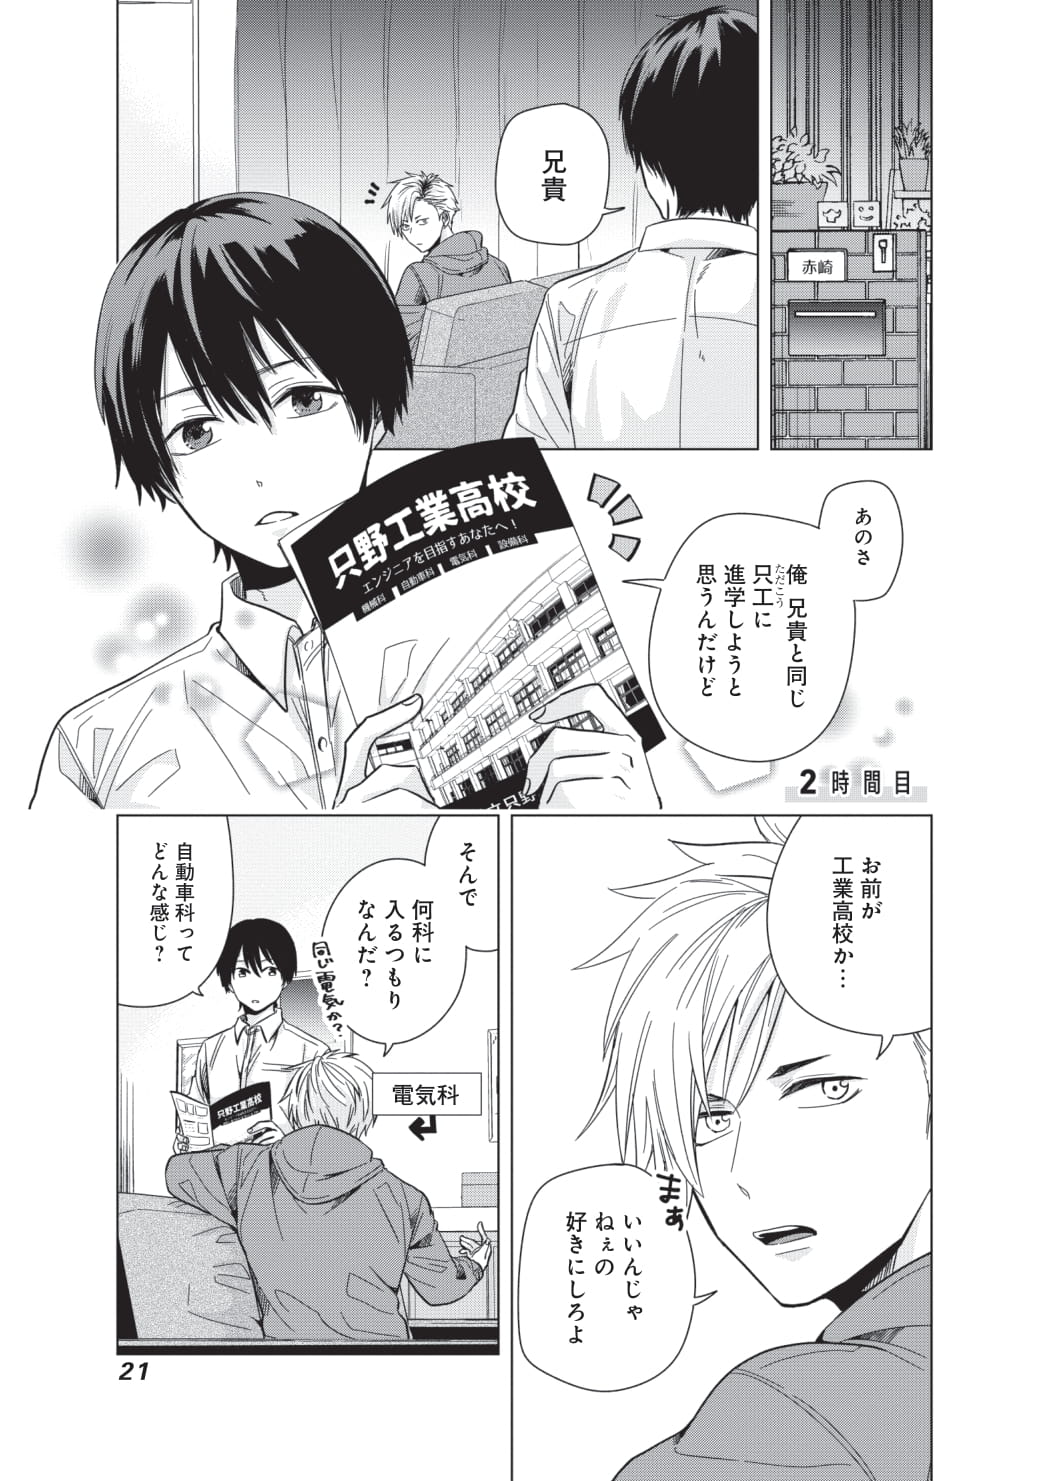 赤崎
兄
貴
あのさ
俺 兄貴と同じ
只工に
ただこう
進学しようと
思うんだけど
只野工業高校
エンジニアを目指すあなたへ！
機械科 自動車科 電気科 設備科
立只野
2時間目
お前が
工業高校か…
まぁ
いいんじゃ
ねぇの
好きにしろよ
そんで
何科に
入るつもり
なんだ？
同じ電気か？
電気科
只野工業高校
自動車科って
どんな感じ？
21